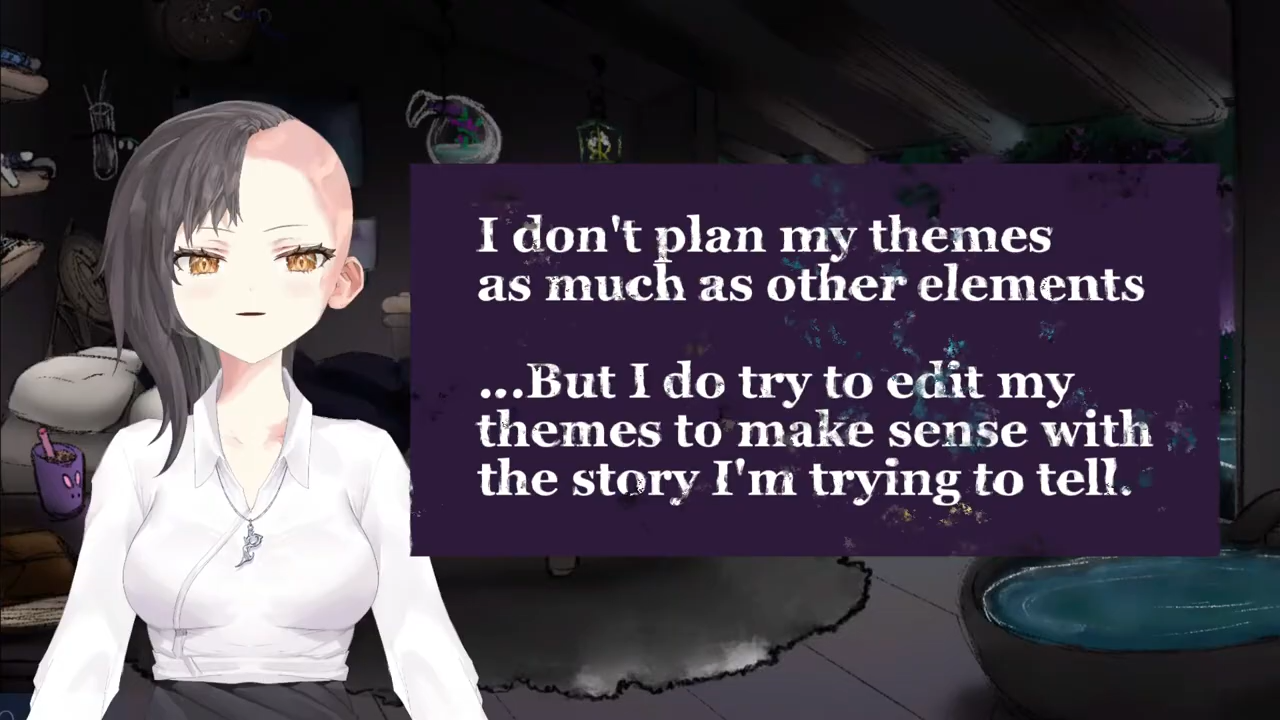 I don't plan my themes
as much as other elements
...But I do try to edit my
themes to make sense with
the story I'm trying to tell.